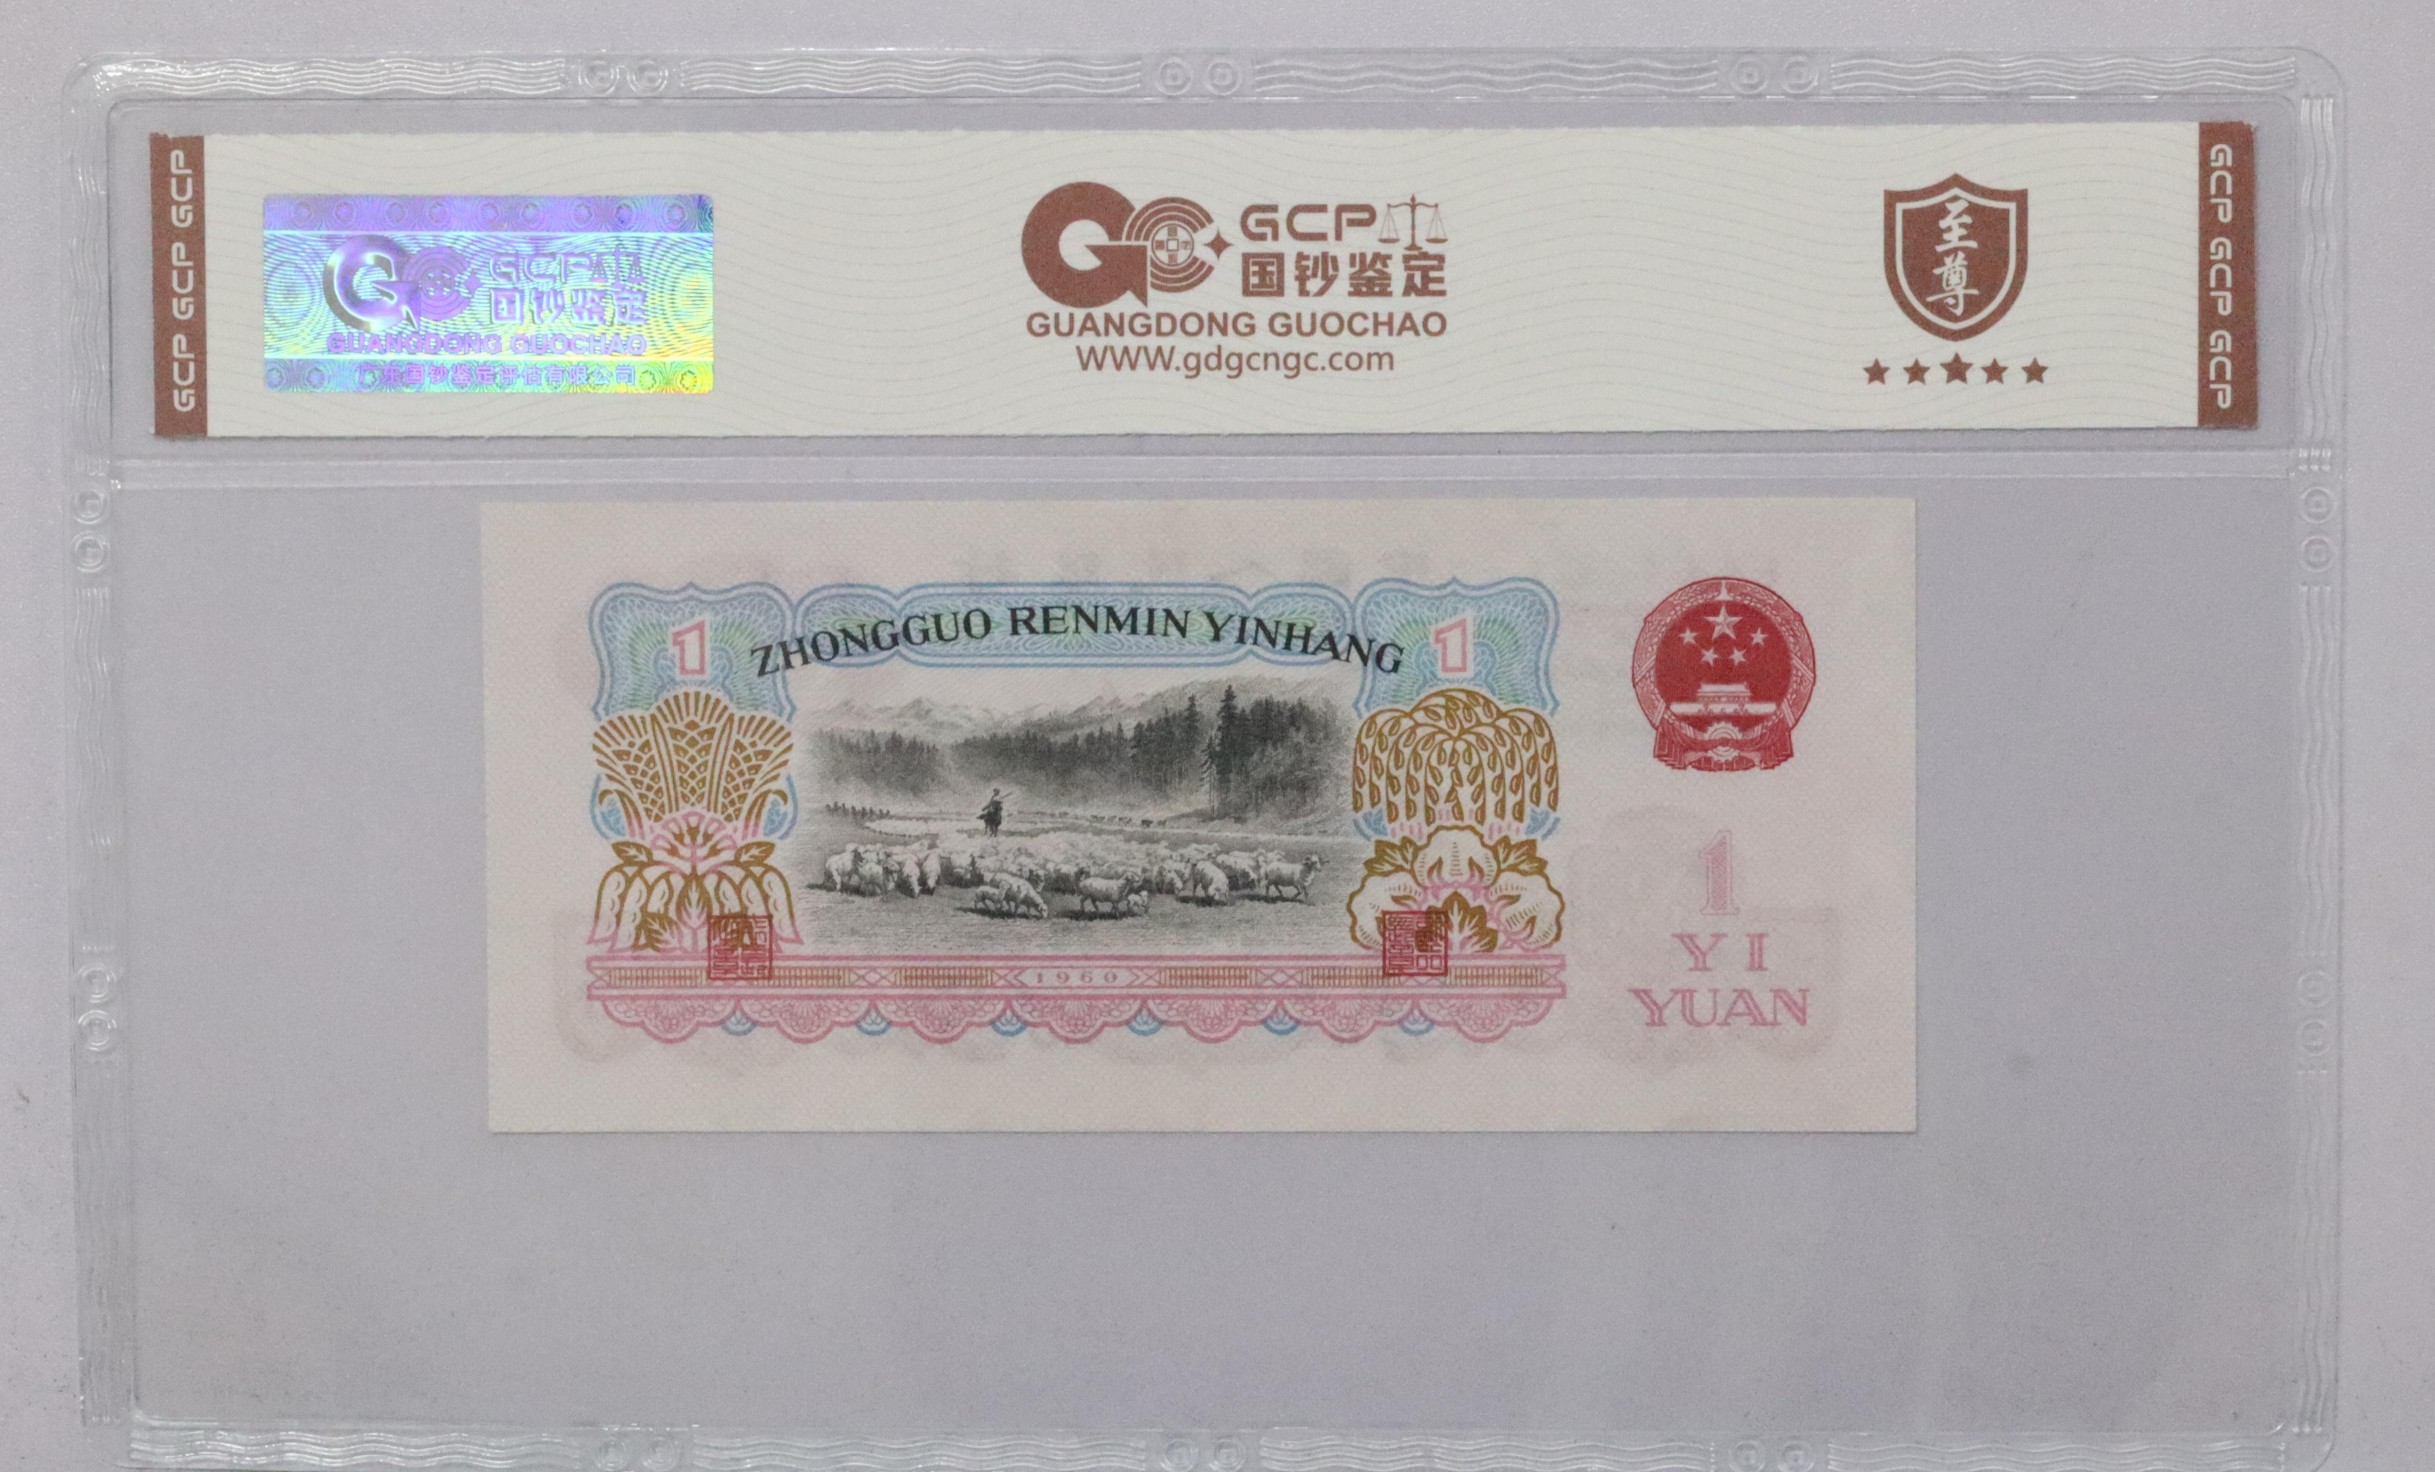 GCP GCP GCP
GCP
国钞鉴定
GUANGDONG GUOCHAO
广东国钞鉴定评估有限公司
GCP
国钞鉴定
GUANGDONG GUOCHAO
WWW.gdgcngc.com
至尊
GCP GCP GCP
ZHONGGUO RENMIN YINHANG
1
1
1960
1
YI
YUAN